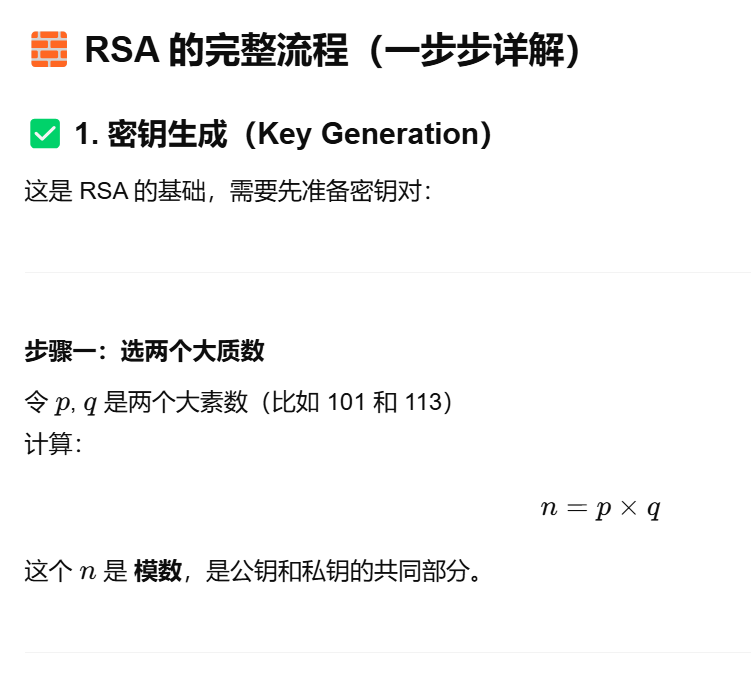 🧱 RSA 的完整流程（一步步详解）
✅ 1. 密钥生成（Key Generation）
这是 RSA 的基础，需要先准备密钥对：
步骤一：选两个大质数
令 p, q 是两个大素数（比如 101 和 113）
计算：
n = p × q
这个 n 是 模数，是公钥和私钥的共同部分。